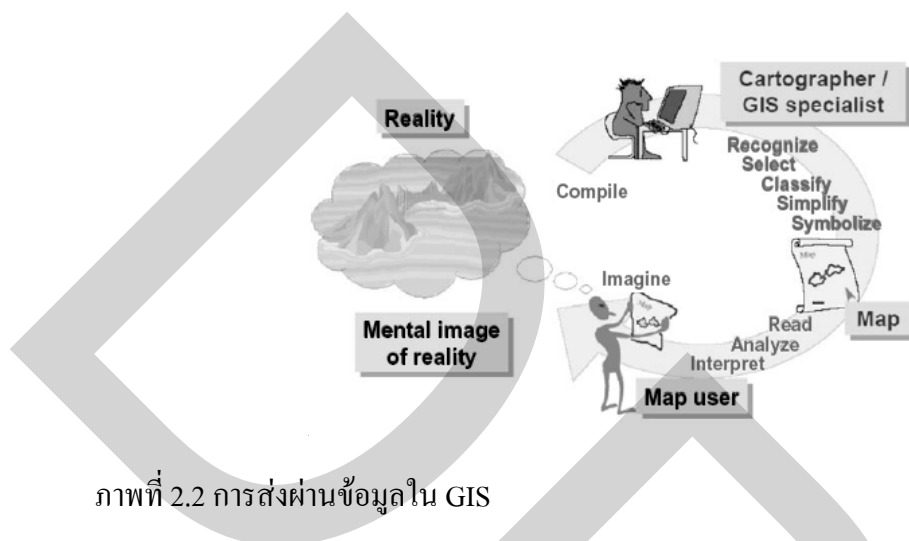 Reality
Cartographer /
GIS specialist
Recognize
Select
Classify
Simplify
Symbolize
Compile
Map
Map
Imagine
Map
Read
Analyze
Interpret
Mental image
of reality
Map user
ภาพที่ 2.2 การส่งผ่านข้อมูลใน GIS